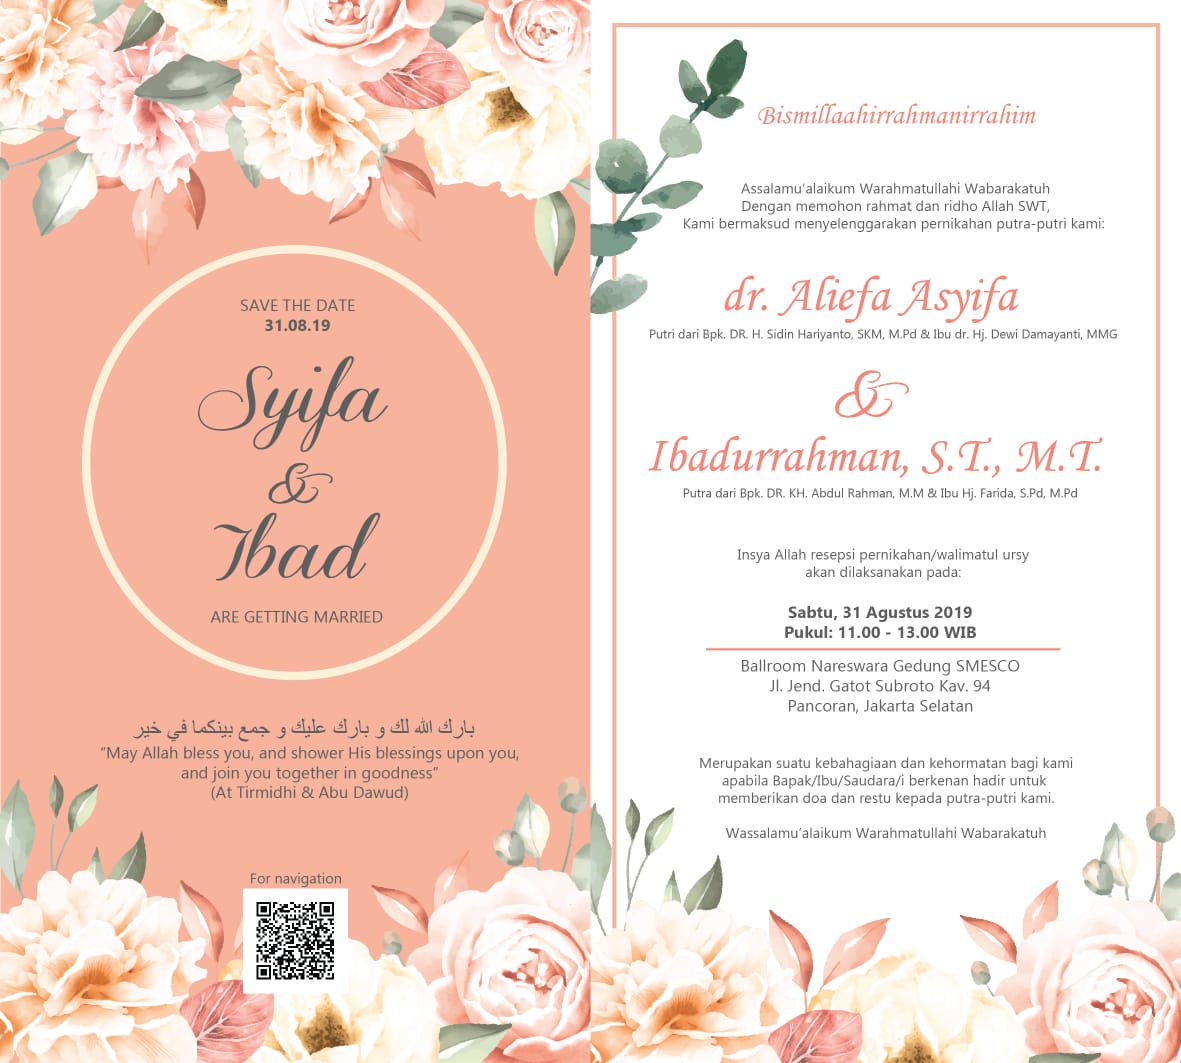 SAVE THE DATE
31.08.19
Syifa
&
Ibad
ARE GETTING MARRIED
بارك الله لك و بارك عليك و جمع بينكما في خير
“May Allah bless you, and shower His blessings upon you,
and join you together in goodness”
(At Tirmidhi & Abu Dawud)
For navigation
Bismillaahirrahmanirrahim
Assalamu’alaikum Warahmatullahi Wabarakatuh
Dengan memohon rahmat dan ridho Allah SWT,
Kami bermaksud menyelenggarakan pernikahan putra-putri kami:
dr. Aliefa Asyifa
Putri dari Bpk. DR. H. Sidin Hariyanto, SKM, M.Pd & Ibu dr. Hj. Dewi Damayanti, MMG
&
Ibadurrahman, S.T., M.T.
Putra dari Bpk. DR. KH. Abdul Rahman, M.M & Ibu Hj. Farida, S.Pd, M.Pd
Insya Allah resepsi pernikahan/walimatul ursy
akan dilaksanakan pada:
Sabtu, 31 Agustus 2019
Pukul: 11.00 - 13.00 WIB
Ballroom Nareswara Gedung SMESCO
Jl. Jend. Gatot Subroto Kav. 94
Pancoran, Jakarta Selatan
Merupakan suatu kebahagiaan dan kehormatan bagi kami
apabila Bapak/Ibu/Saudara/i berkenan hadir untuk
memberikan doa dan restu kepada putra-putri kami.
Wassalamu’alaikum Warahmatullahi Wabarakatuh